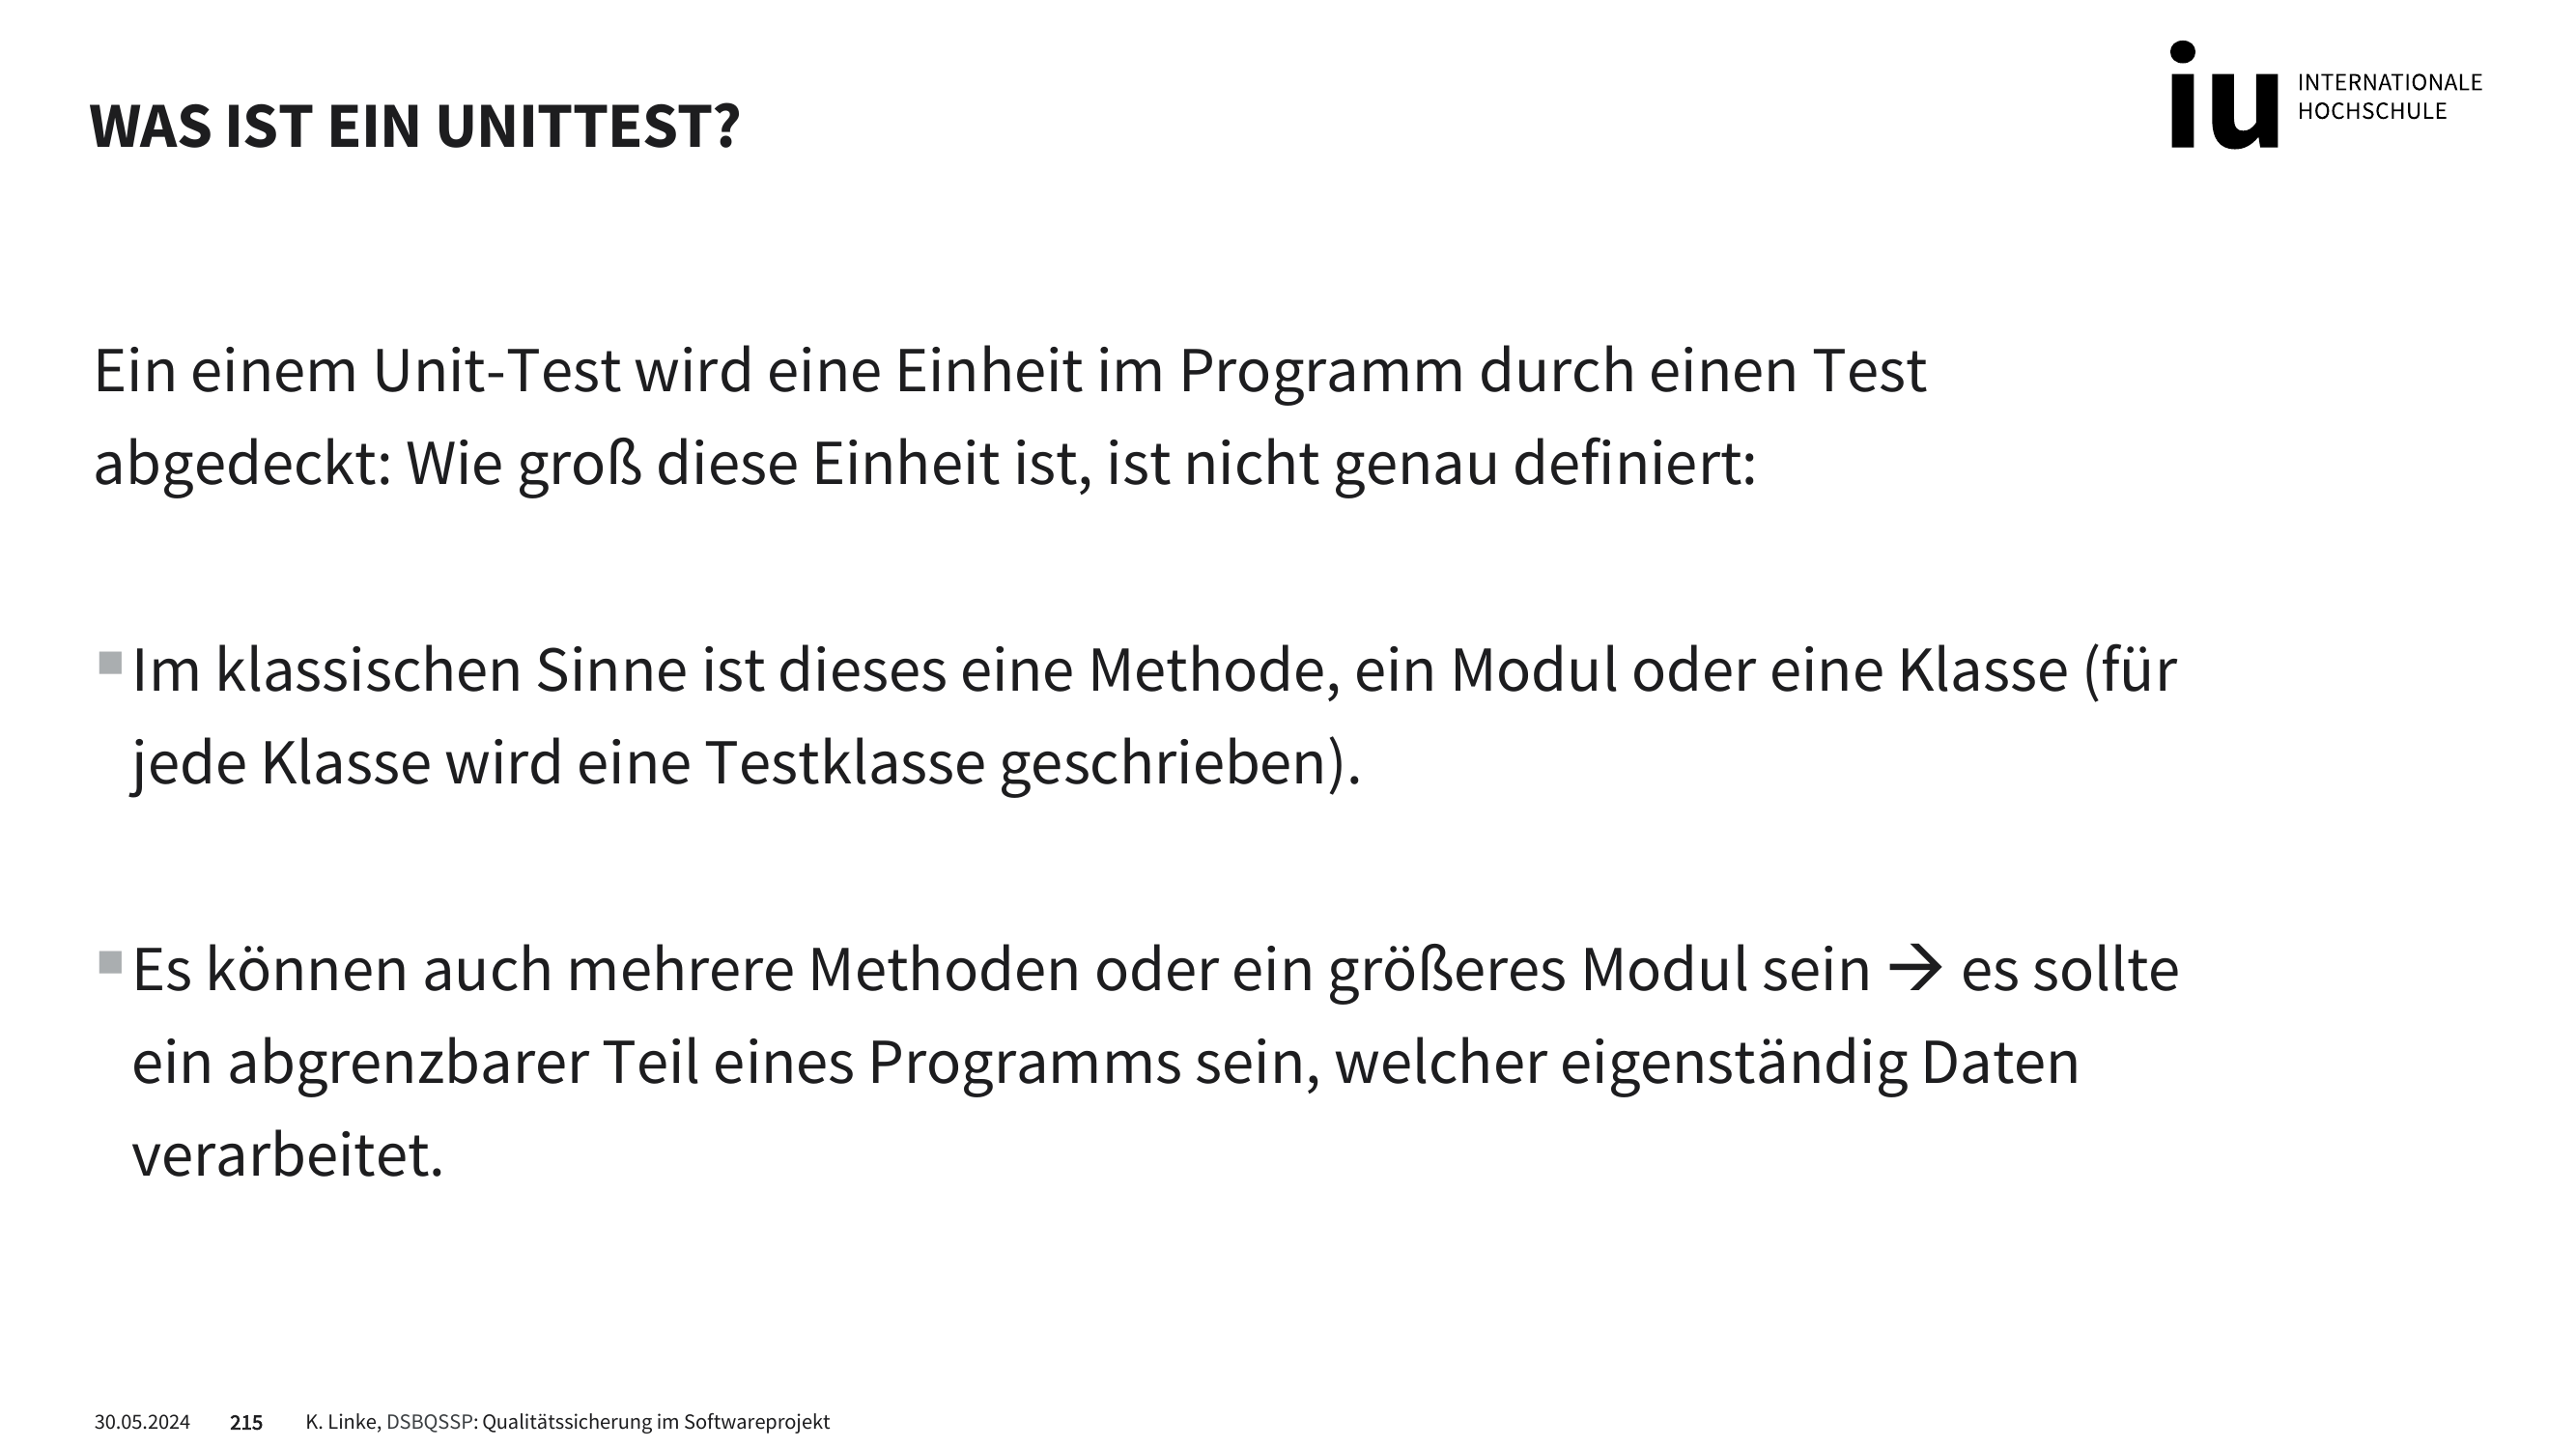 WAS IST EIN UNITTEST?
iu INTERNATIONALE
HOCHSCHULE
Ein einem Unit-Test wird eine Einheit im Programm durch einen Test
abgedeckt: Wie groß diese Einheit ist, ist nicht genau definiert:
▪ Im klassischen Sinne ist dieses eine Methode, ein Modul oder eine Klasse (für
jede Klasse wird eine Testklasse geschrieben).
▪ Es können auch mehrere Methoden oder ein größeres Modul sein → es sollte
ein abgrenzbarer Teil eines Programms sein, welcher eigenständig Daten
verarbeitet.
30.05.2024 215 K. Linke, DSBQSSP: Qualitätssicherung im Softwareprojekt